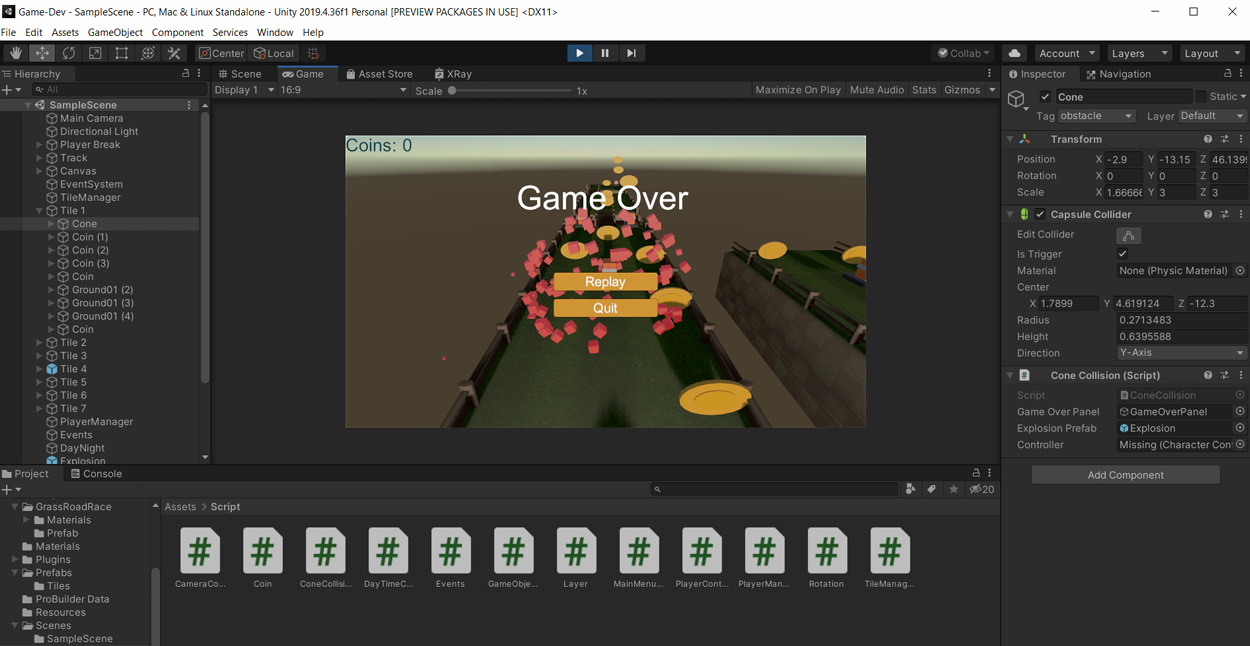 Game-Dev - SampleScene - PC, Mac & Linux Standalone - Unity 2019.4.36f1 Personal [PREVIEW PACKAGES IN USE] <DX11>
File Edit Assets GameObject Component Services Window Help
Center Local Collab Account Layers Layout
Hierarchy
All
SampleScene
Main Camera
Directional Light
Player Break
Track
Canvas
EventSystem
TileManager
Tile 1
Cone
Coin (1)
Coin (2)
Coin (3)
Coin
Ground01 (2)
Ground01 (3)
Ground01 (4)
Coin
Tile 2
Tile 3
Tile 4
Tile 5
Tile 6
Tile 7
PlayerManager
Events
DayNight
Explosion
Scene Game Asset Store XRay
Display 1 16:9 Scale 1x Maximize On Play Mute Audio Stats Gizmos
Coins: 0
Game Over
Replay
Quit
Inspector Navigation
Cone Static
Tag obstacle Layer Default
Transform
Position X -2.9 Y -13.15 Z 46.139
Rotation X 0 Y 0 Z 0
Scale X 1.6666 Y 3 Z 3
Capsule Collider
Edit Collider
Is Trigger
Material None (Physic Material)
Center
X 1.7899 Y 4.619124 Z -12.3
Radius 0.2713483
Height 0.6395588
Direction Y-Axis
Cone Collision (Script)
Script ConeCollision
Game Over Panel GameOverPanel
Explosion Prefab Explosion
Controller Missing (Character Cont
Add Component
Project Console
20
GrassRoadRace
Materials
Prefab
Materials
Plugins
Prefabs
Tiles
ProBuilder Data
Resources
Scenes
SampleScene
Assets > Script
CameraCo... Coin ConeCollisi... DayTimeC... Events GameObje... Layer MainMenu... PlayerCont... PlayerMan... Rotation TileManag...